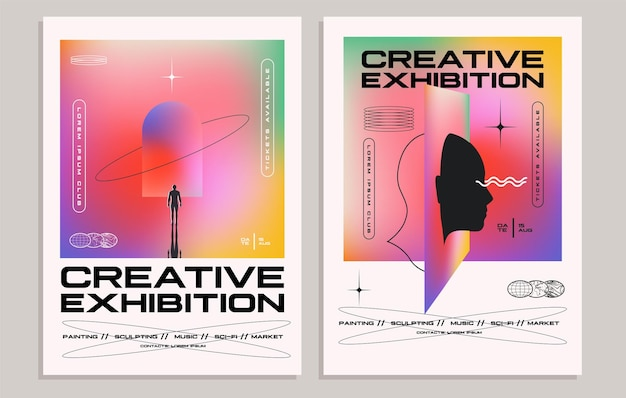 LOREM IPSUM CLUB
TICKETS AVAILABLE
DA
TE
15
AUG
CREATIVE
EXHIBITION
PAINTING // SCULPTING // MUSIC // SCI-FI // MARKET
CONTACTS: LOREM IPSUM
CREATIVE
EXHIBITION
LOREM IPSUM CLUB
TICKETS AVAILABLE
DA
TE
15
AUG
PAINTING // SCULPTING // MUSIC // SCI-FI // MARKET
CONTACTS: LOREM IPSUM